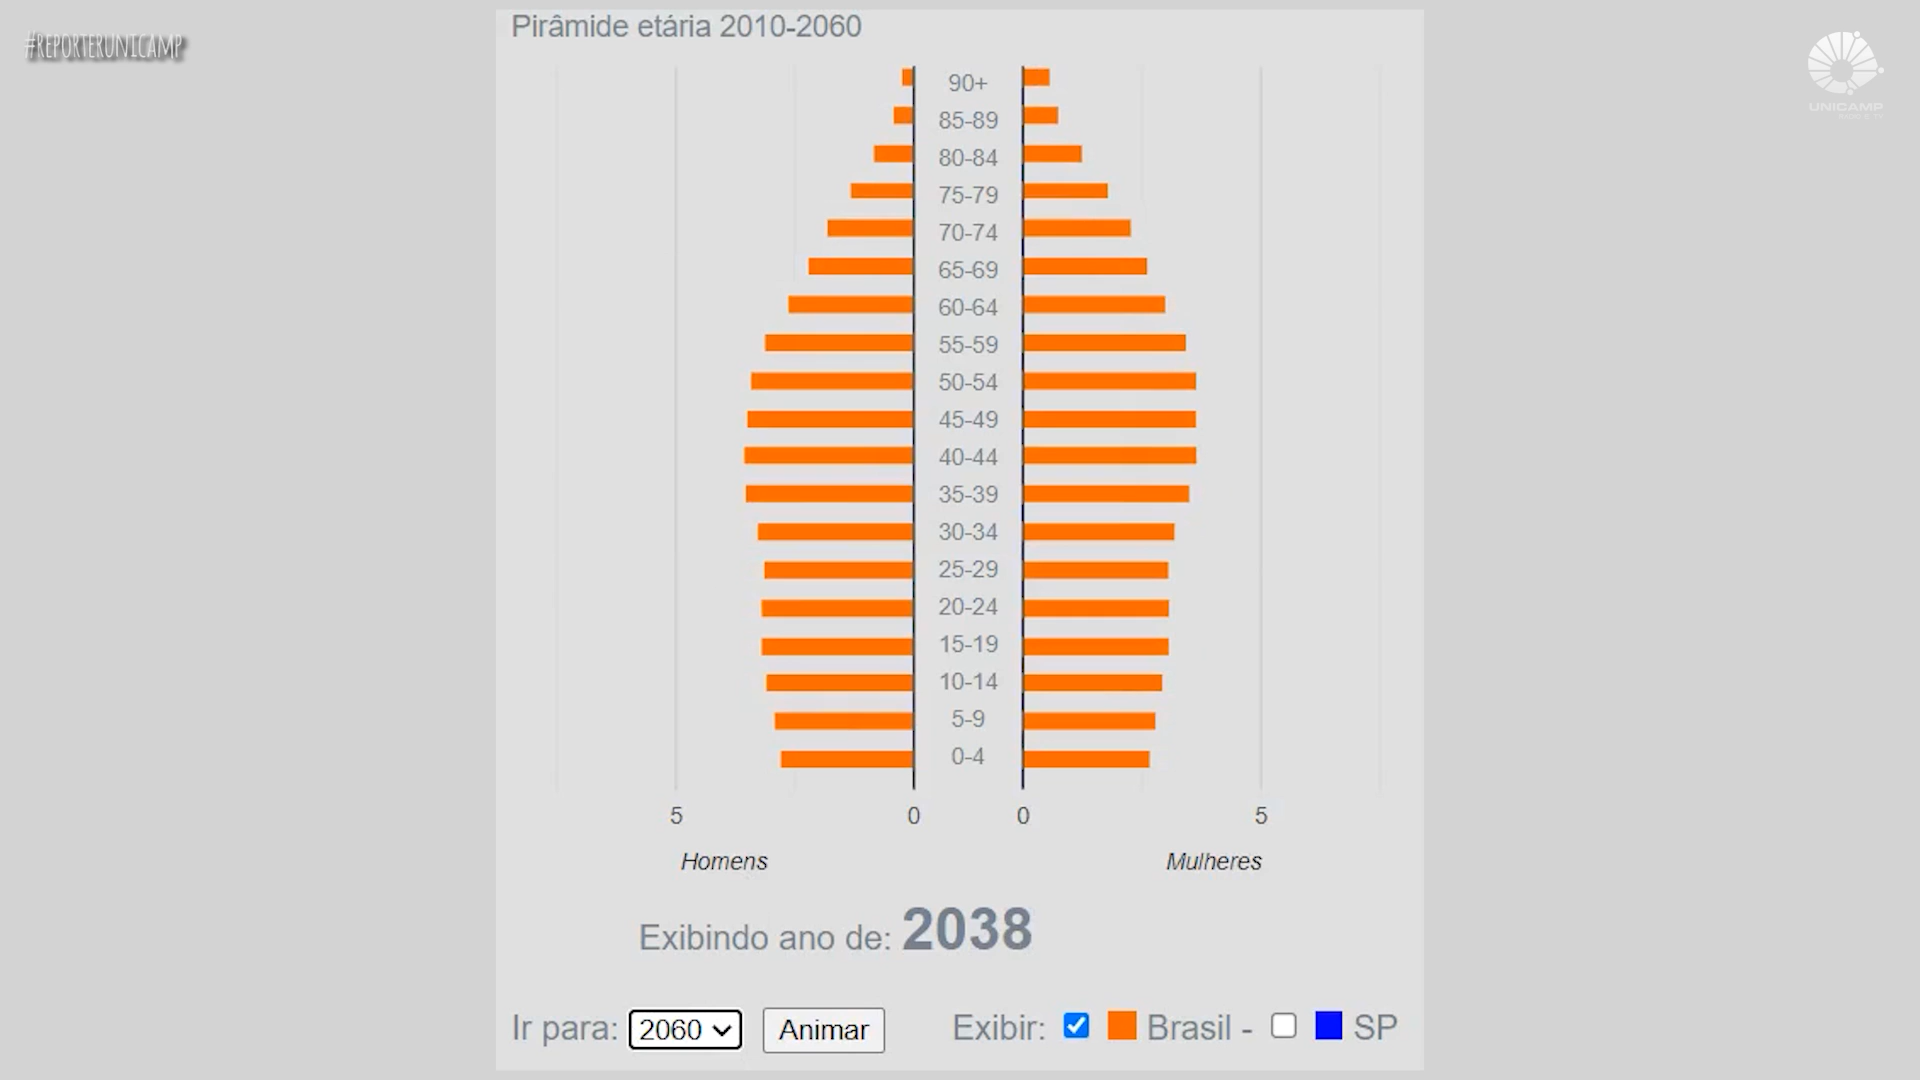 #REPORTERUNICAMP
UNICAMP
Pirâmide etária 2010-2060
90+
85-89
80-84
75-79
70-74
65-69
60-64
55-59
50-54
45-49
40-44
35-39
30-34
25-29
20-24
15-19
10-14
5-9
0-4
5 0 0 5
Homens Mulheres
Exibindo ano de: 2038
Ir para: 2060 Animar Exibir: Brasil - SP